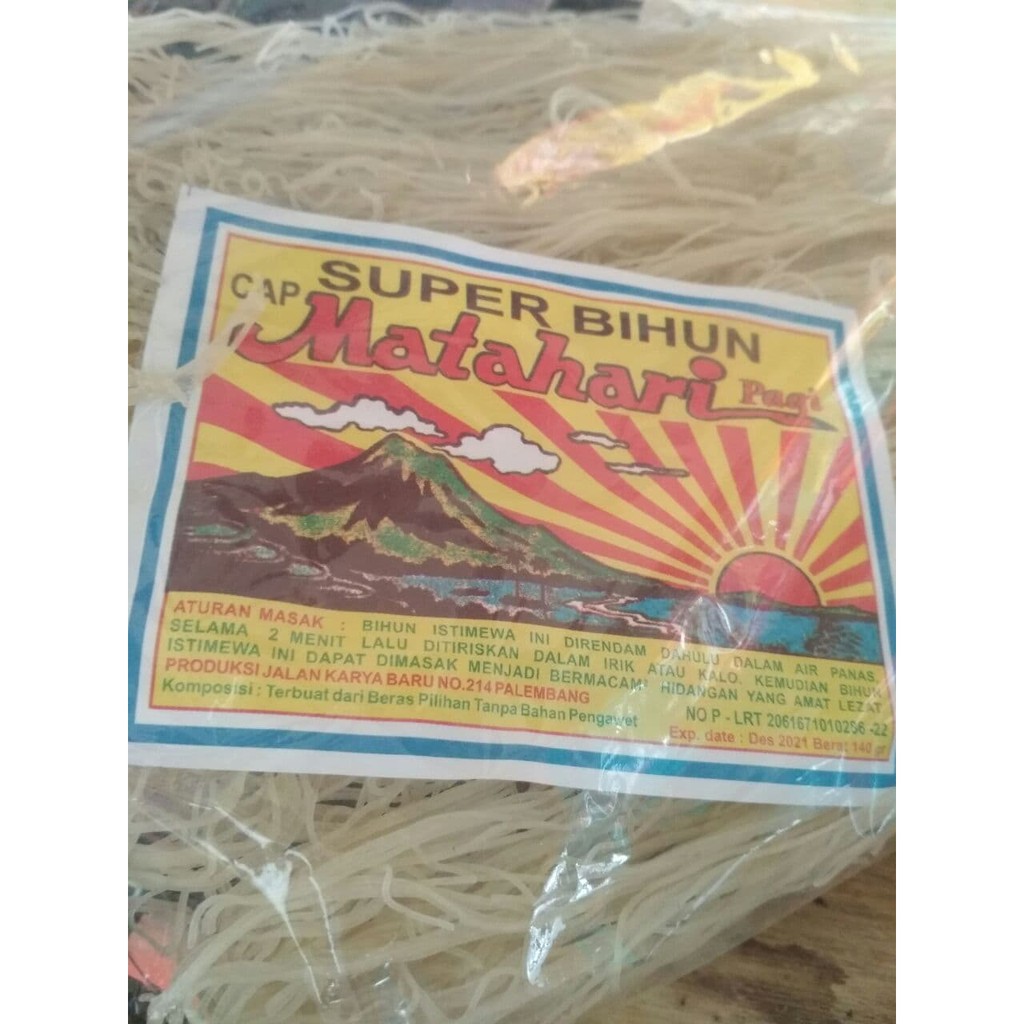 SUPER BIHUN
CAP Matahari Pagi
ATURAN MASAK : BIHUN ISTIMEWA INI DIRENDAM DAHULU DALAM AIR PANAS,
SELAMA 2 MENIT LALU DITIRISKAN DALAM IRIK ATAU KALO, KEMUDIAN BIHUN
ISTIMEWA INI DAPAT DIMASAK MENJADI BERMACAM HIDANGAN YANG AMAT LEZAT
PRODUKSI JALAN KARYA BARU NO.214 PALEMBANG
Komposisi : Terbuat dari Beras Pilihan Tanpa Bahan Pengawet
NO P - LRT 2061671010256 -22
Exp. date : Des 2021 Berat 140 gr